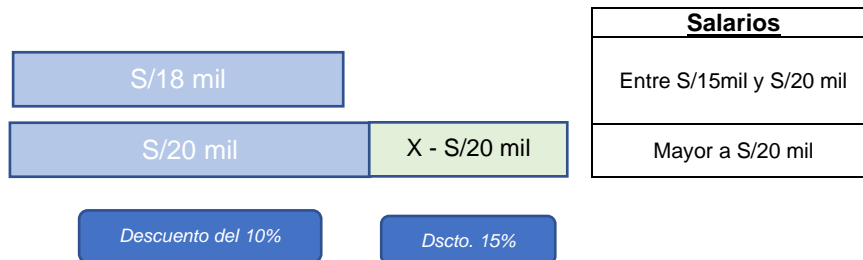 Salarios
S/18 mil
Entre S/15mil y S/20 mil
S/20 mil
X - S/20 mil
Mayor a S/20 mil
Descuento del 10%
Dscto. 15%